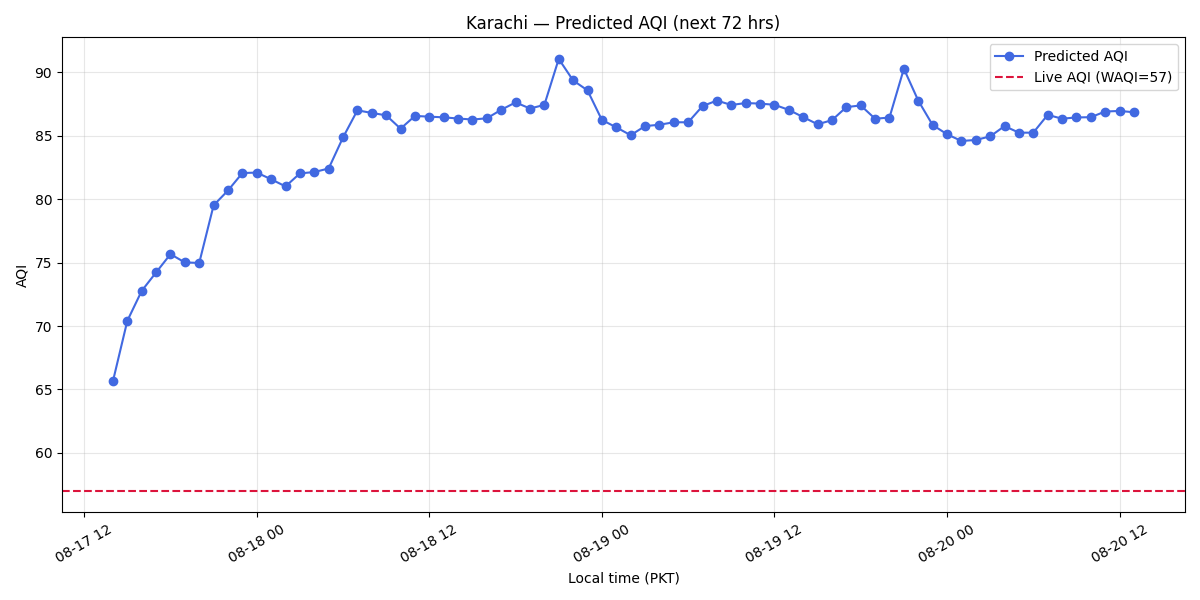 Karachi — Predicted AQI (next 72 hrs)
Predicted AQI
Live AQI (WAQI=57)
90
85
80
75
70
65
60
AQI
08-17 12
08-18 00
08-18 12
08-19 00
08-19 12
08-20 00
08-20 12
Local time (PKT)